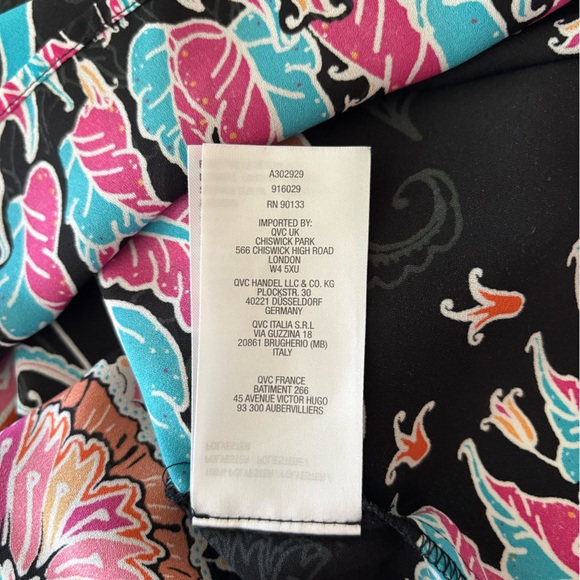 A302929
916029
RN 90133
IMPORTED BY:
QVC UK
CHISWICK PARK
566 CHISWICK HIGH ROAD
LONDON
W4 5XU
QVC HANDEL LLC & CO. KG
PLOCKSTR. 30
40221 DÜSSELDORF
GERMANY
QVC ITALIA S.R.L
VIA GUZZINA 18
20861 BRUGHERIO (MB)
ITALY
QVC FRANCE
BATIMENT 266
45 AVENUE VICTOR HUGO
93 300 AUBERVILLIERS